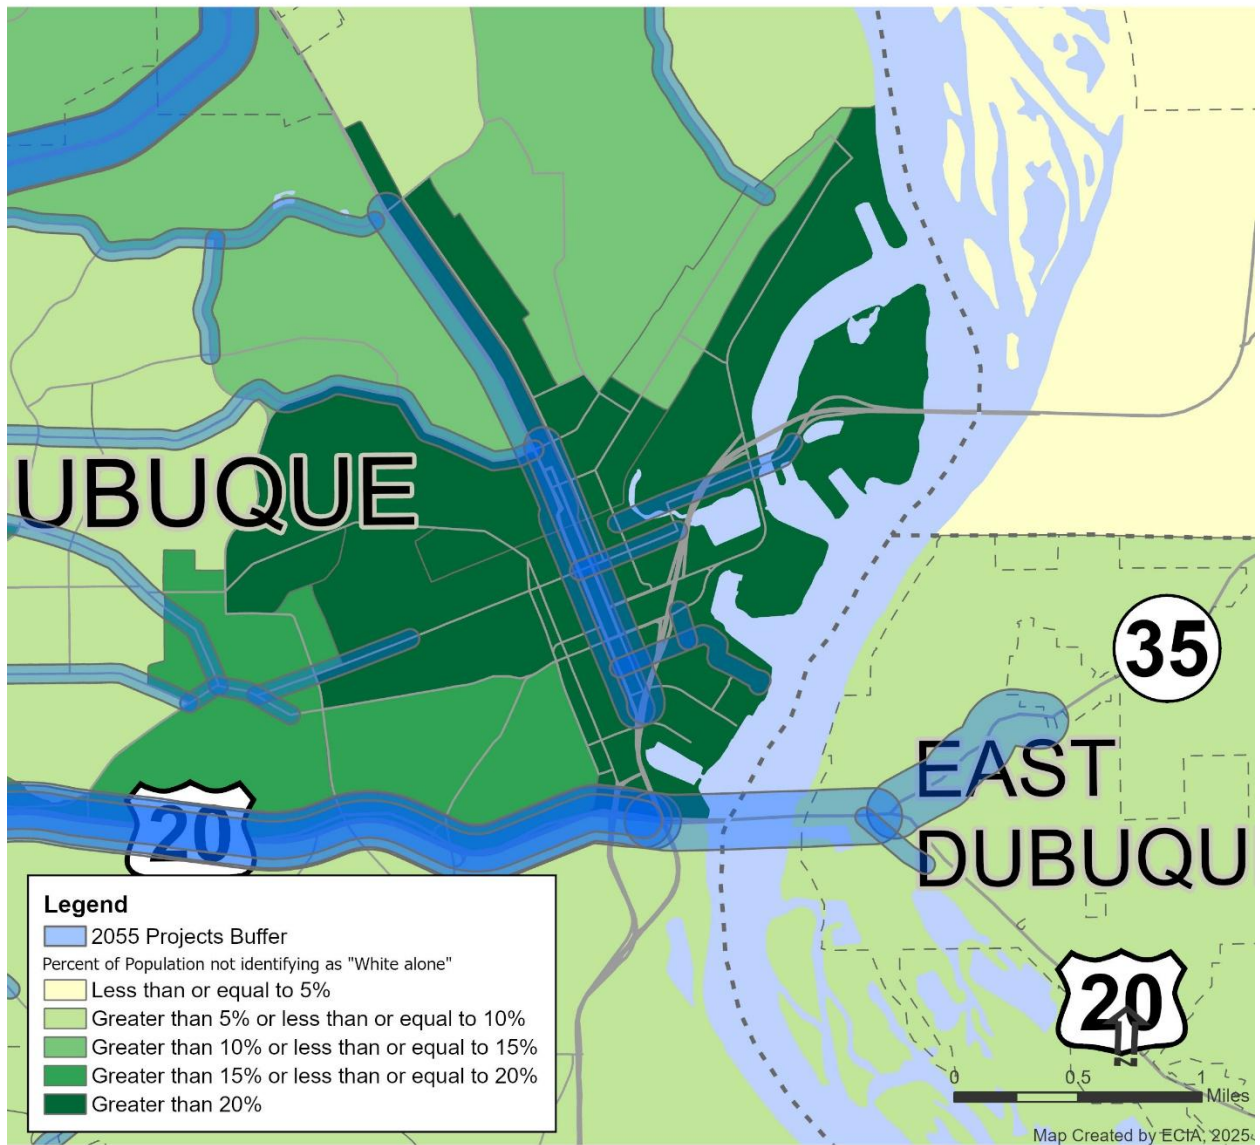 UBUQUE
35
EAST
DUBUQU
20
20
N
Legend
2055 Projects Buffer
Percent of Population not identifying as "White alone"
Less than or equal to 5%
Greater than 5% or less than or equal to 10%
Greater than 10% or less than or equal to 15%
Greater than 15% or less than or equal to 20%
Greater than 20%
0 0.5 1
Miles
Map Created by ECIA, 2025